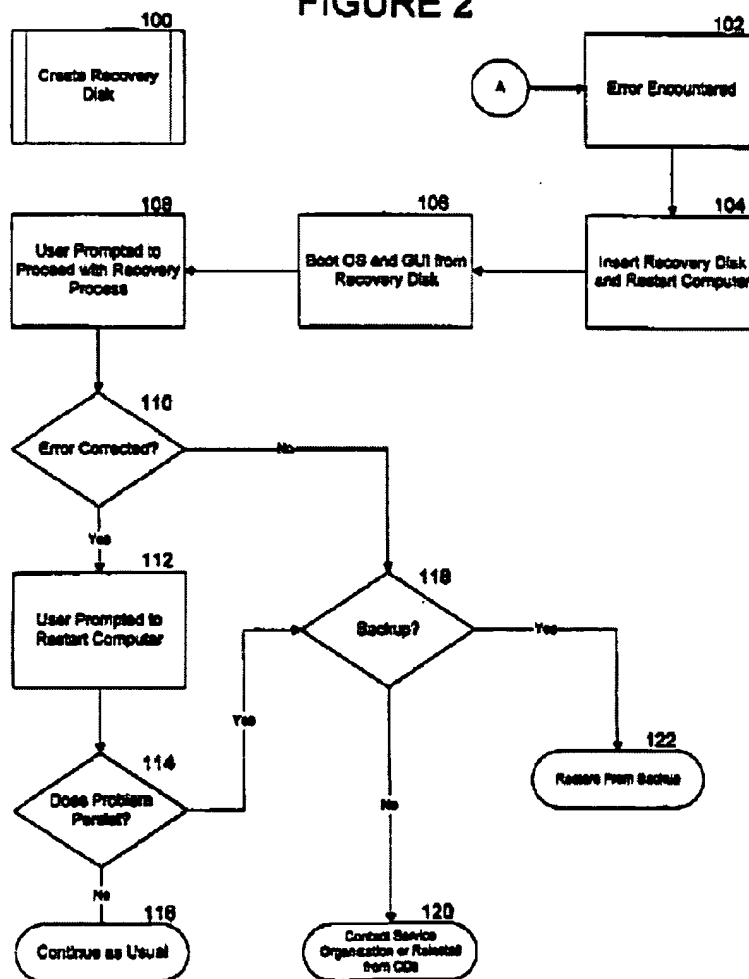 FIGURE 2
100
Create Recovery
Disk
A
102
Error Encountered
108
User Prompted to
Proceed with Recovery
Process
106
Boot OS and GUI from
Recovery Disk
104
Insert Recovery Disk
and Restart Computer
110
Error Corrected?
No
Yes
112
User Prompted to
Restart Computer
118
Backup?
Yes
Yes
114
Does Problem
Persist?
122
Restore From Backup
No
No
116
Continue as Usual
120
Contact Service
Organization or Reinstall
from CDs